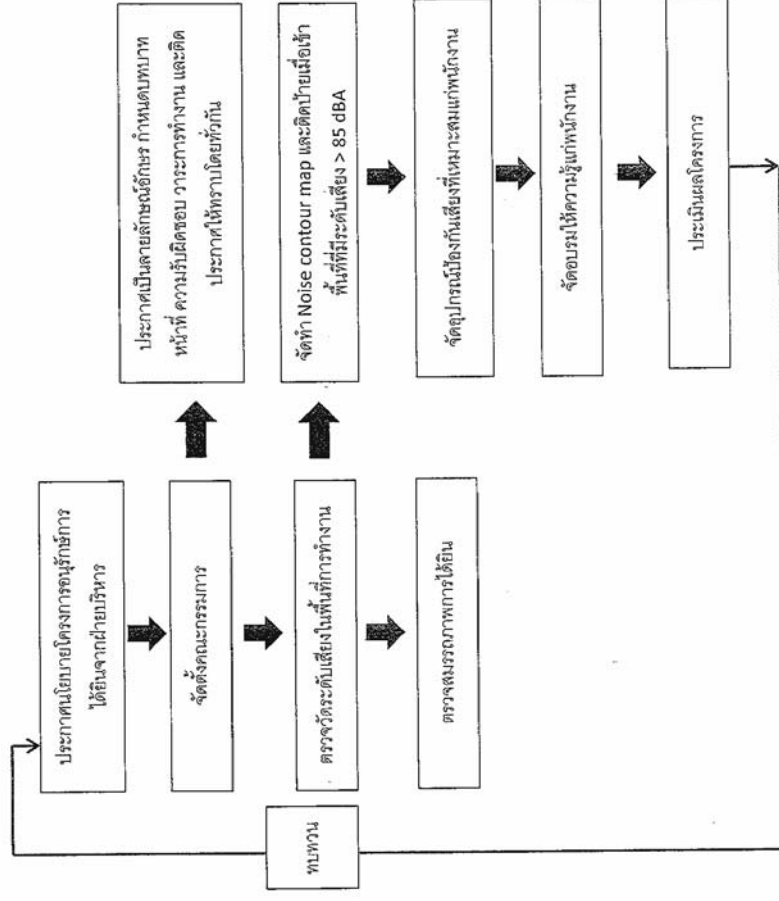 ประกาศนโยบายโครงการอนุรักษ์การ
ได้ยินจากฝ่ายบริหาร
จัดตั้งคณะกรรมการ
ประกาศเป็นลายลักษณ์อักษร กำหนดบทบาท
หน้าที่ ความรับผิดชอบ วาระการทำงาน และติด
ประกาศให้ทราบโดยทั่วกัน
ตรวจวัดระดับเสียงในพื้นที่การทำงาน
จัดทำ Noise contour map และติดป้ายเมื่อเข้า
พื้นที่ที่มีระดับเสียง > 85 dBA
ตรวจสมรรถภาพการได้ยิน
จัดอุปกรณ์ป้องกันเสียงที่เหมาะสมแก่พนักงาน
จัดอบรมให้ความรู้แก่พนักงาน
ประเมินผลโครงการ
ทบทวน